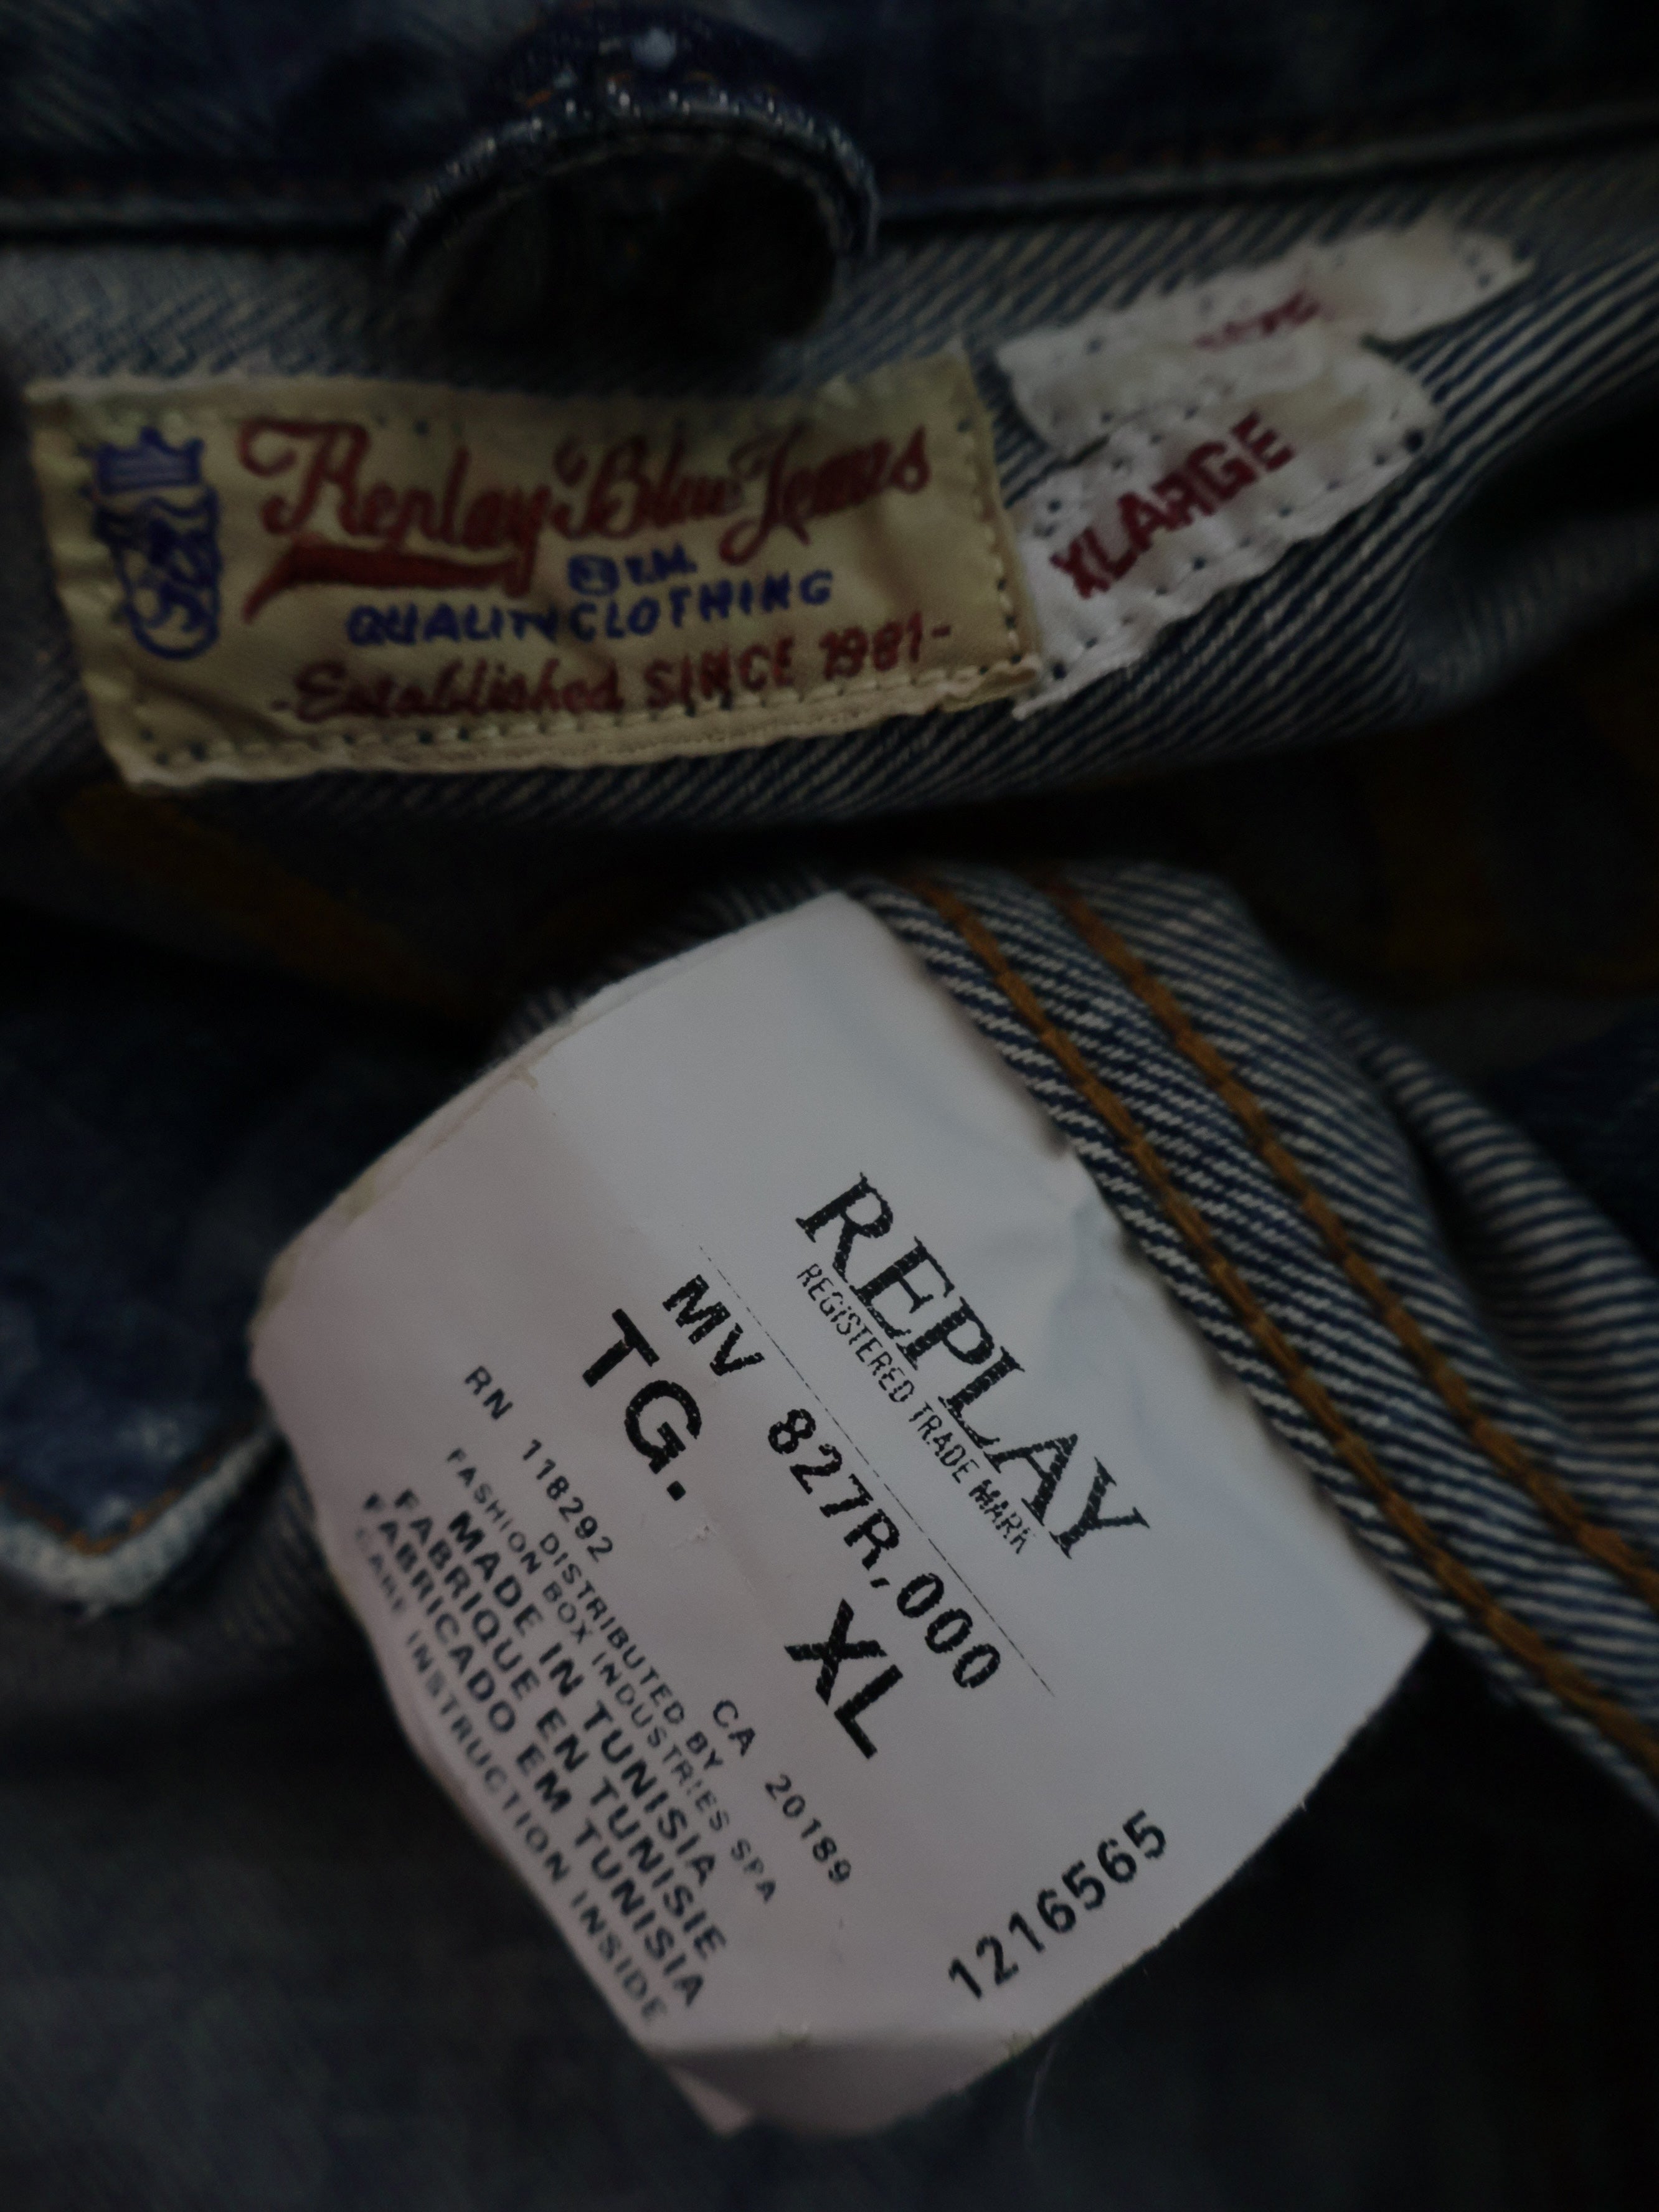 Replay Blue Jeans
® T.M.
QUALITY CLOTHING
-Established SINCE 1981-
XLARGE
REPLAY
REGISTERED TRADE MARK
MV 827R.000
TG. XL
RN 118292 CA 20189
DISTRIBUTED BY
FASHION BOX INDUSTRIES SPA
MADE IN TUNISIA
FABRIQUE EN TUNISIE
FABRICADO EM TUNISIA
CARE INSTRUCTION INSIDE
1216565